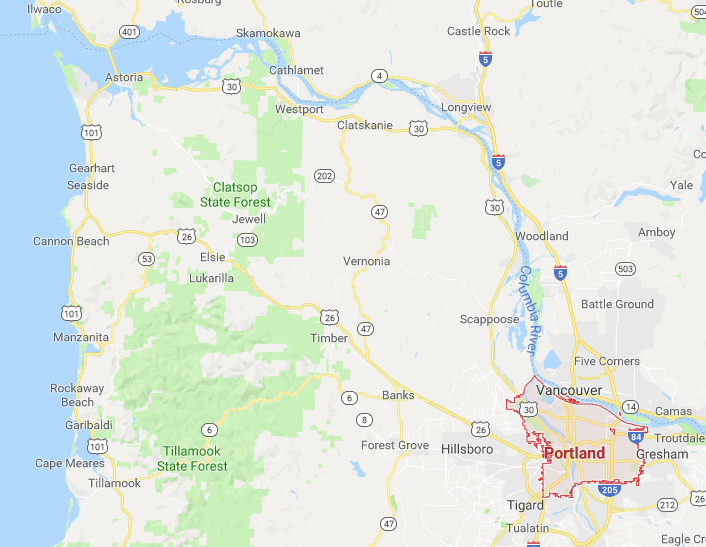 Rosburg
Toutle
504
Ilwaco
401
Skamokawa
Castle Rock
5
Astoria
Cathlamet
4
30
Westport
Longview
Clatskanie
30
101
5
Gearhart
Seaside
202
Yale
Clatsop
State Forest
47
30
Jewell
Amboy
Cannon Beach
26
103
Woodland
53
Elsie
Vernonia
5
503
Lukarilla
Columbia River
Battle Ground
101
26
Scappoose
Manzanita
47
Timber
Five Corners
Rockaway
Beach
6
Banks
Vancouver
30
14
Camas
Garibaldi
8
6
26
84
Troutdale
101
Forest Grove
Hillsboro
Portland
Gresham
Tillamook
State Forest
Cape Meares
Tillamook
205
26
Tigard
212
47
Tualatin
5
Eagle Cr